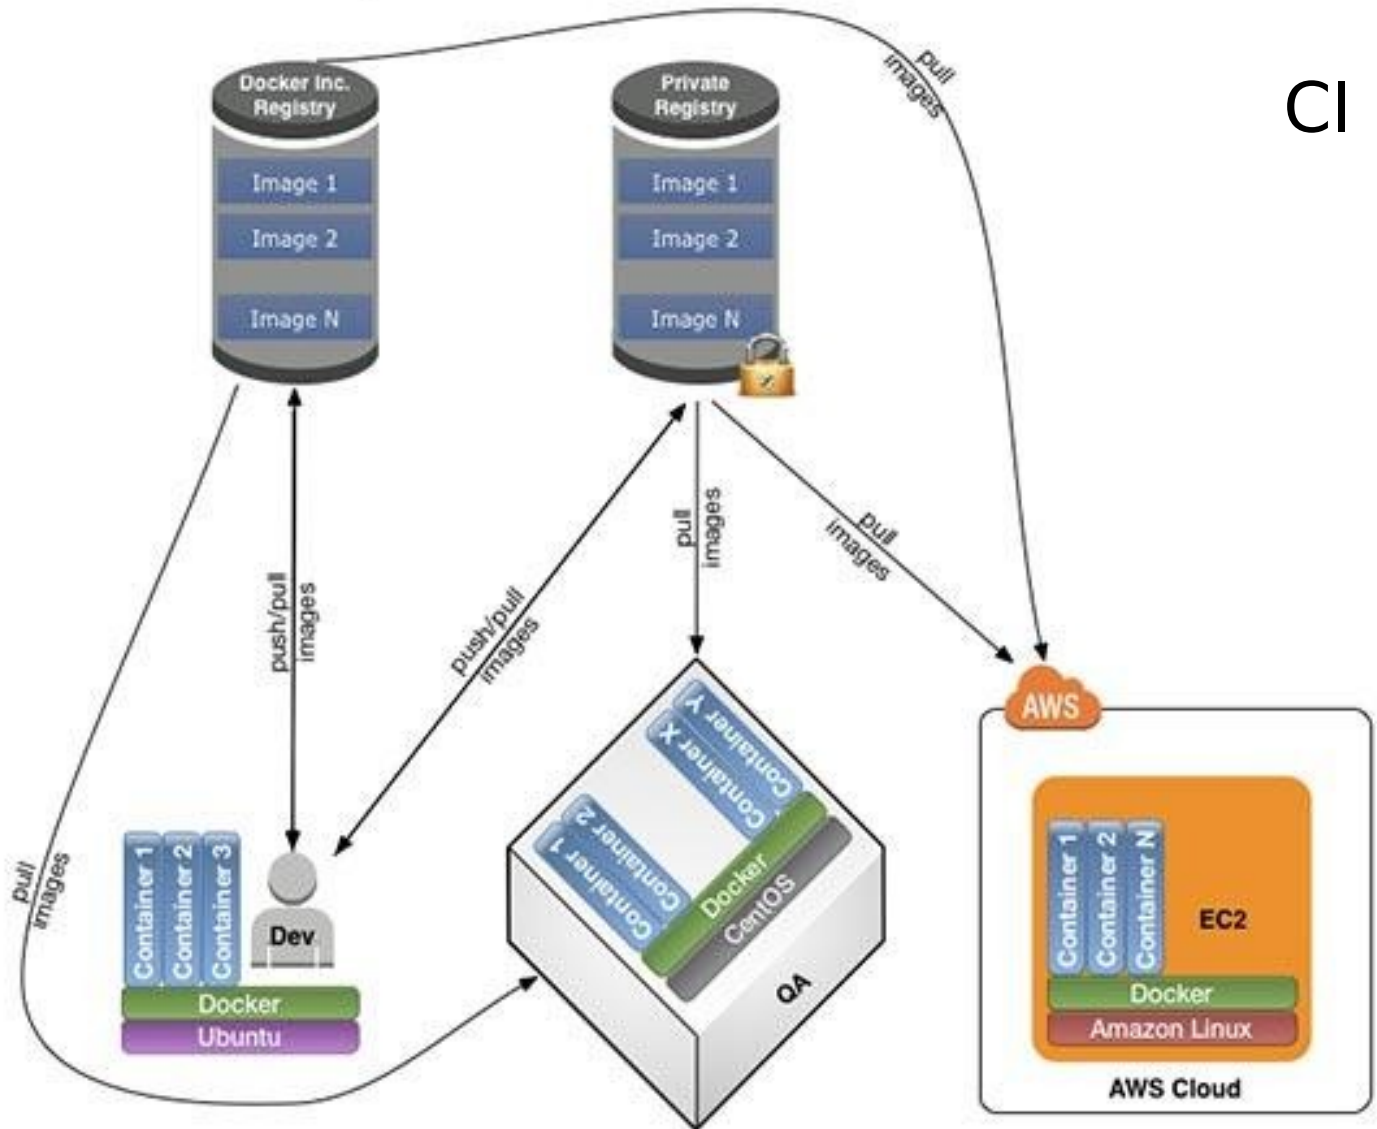 CI
Docker Inc.
Registry
Image 1
Image 2
Image N
Private
Registry
Image 1
Image 2
Image N
pull
images
push/pull
images
push/pull
images
pull
images
pull
images
pull
images
Container 1
Container 2
Container 3
Dev
Docker
Ubuntu
Container Y
Container X
Container 2
Container 1
Docker
CentOS
QA
AWS
Container 1
Container 2
Container N
EC2
Docker
Amazon Linux
AWS Cloud